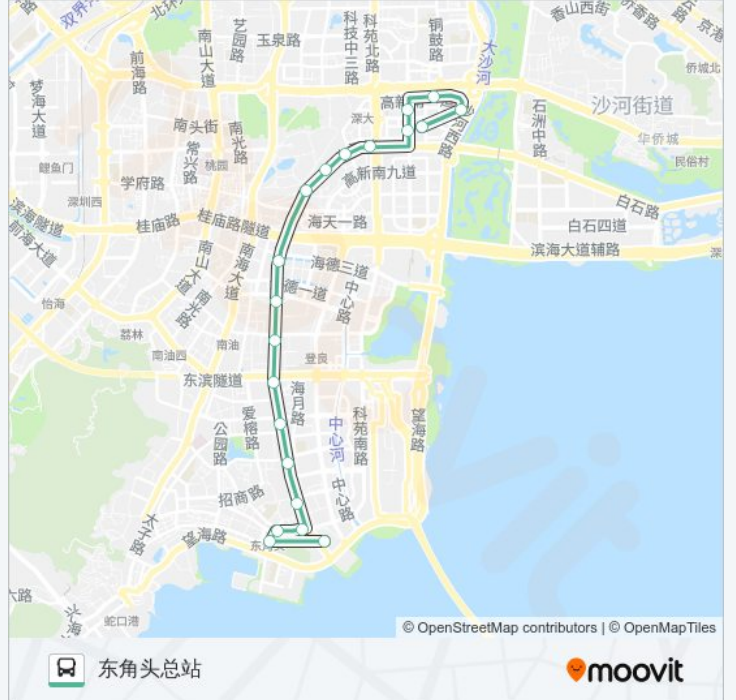 双界河
北环
南山大道
艺园路
玉泉路
科技中三路
科苑北路
铜鼓路
大沙河
香山西街
侨香路
京港
侨城北
前海路
梦海大道
沙河街道
石洲中路
华侨城
民俗村
高新
深大
沙河西路
南头街
南光路
常兴路
桃园
鲤鱼门
学府路
高新南九道
深圳西
白石路
滨海隧道
前海大道
桂庙路
桂庙路隧道
海天一路
白石四道
滨海大道辅路
深
南山大道
南海大道
海德三道
德一道
中心路
怡海
南光路
荔林
南油
南油西
登良
东滨隧道
海月路
爱榕路
公园路
中心河
科苑南路
望海路
招商路
中心路
太子路
望海路
东角头
六路
兴海
蛇口港
© OpenStreetMap contributors | © OpenMapTiles
东角头总站
moovit